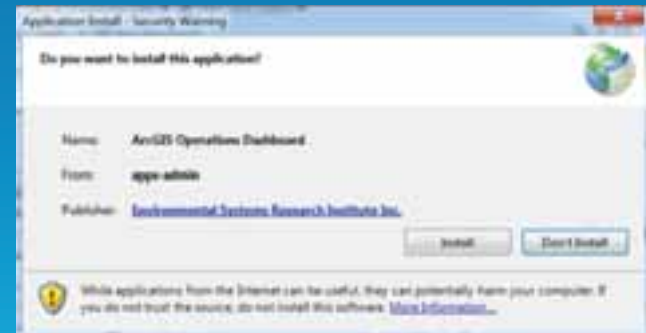 Application Install - Security Warning
Do you want to install this application?
Name: ArcGIS Operations Dashboard
From: apps-admin
Publisher: Environmental Systems Research Institute Inc.
Install Don't Install
While applications from the Internet can be useful, they can potentially harm your computer. If
you do not trust the source, do not install this software. More Information...